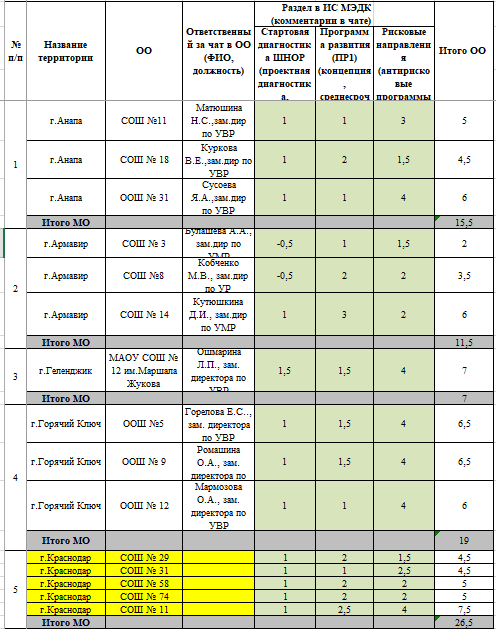 № п/п
Название территории
ОО
Ответственны
й за чат в ОО
(ФИО,
должность)
Раздел в ИС МЭДК
(комментарии в чате)
Стартовая
диагностик
а ШНОР
(проектная
диагностик
а,
Программ
а развития
(ПР1)
(концепция
,
среднесроч
Рисковые
направлени
я
(антириско
вые
программы
Итого ОО
1
г.Анапа СОШ №11 Матюшина Н.С.,зам.дир по УВР 1 1 3 5
г.Анапа СОШ № 18 Куркова В.Е.,зам.дир по УВР 1 2 1,5 4,5
г.Анапа ООШ № 31 Сусоева Я.А.,зам.дир по УВР 1 1 4 6
Итого МО 15,5
2
г.Армавир СОШ № 3 Булашева А.А., зам.дир по УМР -0,5 1 1,5 2
г.Армавир СОШ №8 Кобченко М.В., зам.дир по УР -0,5 2 2 3,5
г.Армавир СОШ № 14 Кутюшкина Д.И., зам.дир по УМР 1 3 2 6
Итого МО 11,5
3
г.Геленджик МАОУ СОШ № 12 им.Маршала Жукова Ошмарина Л.П., зам. директора по УВР 1,5 1,5 4 7
Итого МО 7
4
г.Горячий Ключ ООШ №5 Горелова Е.С.., зам. директора по УВР 1 1,5 4 6,5
г.Горячий Ключ ООШ № 9 Ромашина О.А., зам. директора по 1 1,5 4 6,5
г.Горячий Ключ ООШ № 12 Мармозова О.А., зам. директора по УВР 1 1 4 6
Итого МО 19
5
г.Краснодар СОШ № 29 1 2 1,5 4,5
г.Краснодар СОШ № 31 1 1 2,5 4,5
г.Краснодар СОШ № 58 1 2 2 5
г.Краснодар СОШ № 74 1 2 2 5
г.Краснодар СОШ № 11 1 2,5 4 7,5
Итого МО 26,5